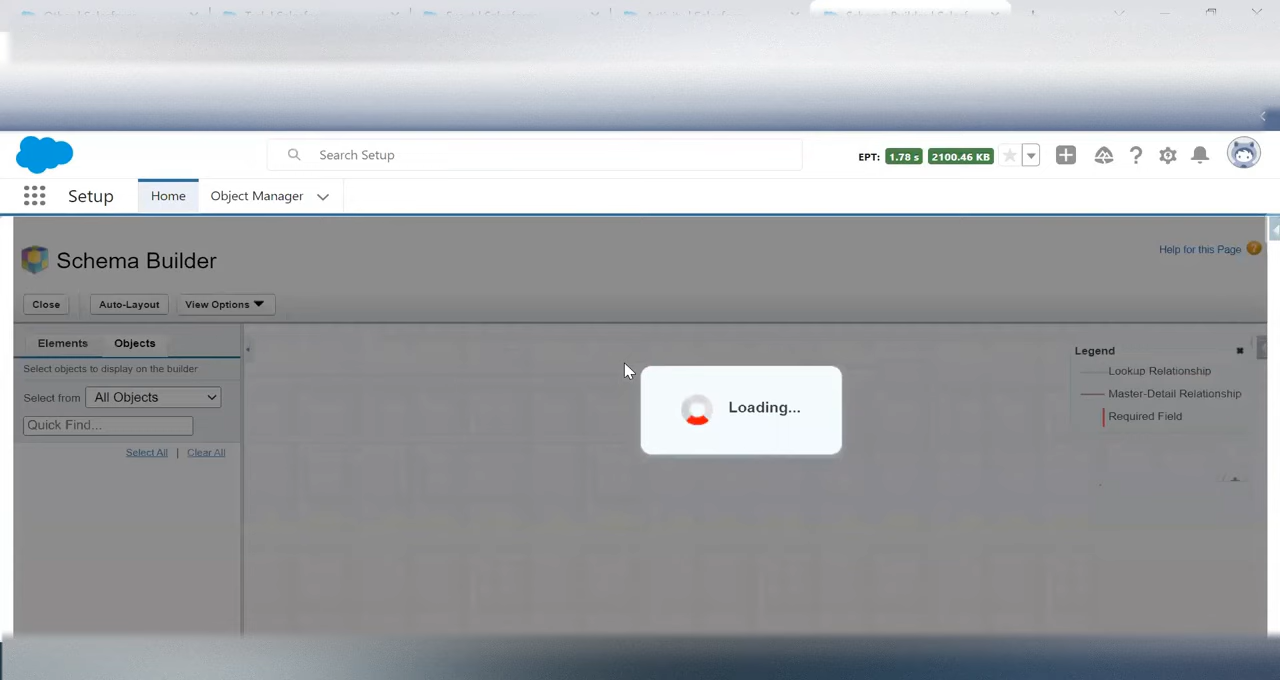 Search Setup
EPT: 1.78 s 2100.46 KB
Setup Home Object Manager
Schema Builder
Help for this Page
Close Auto-Layout View Options
Elements Objects
Select objects to display on the builder
Select from All Objects
Quick Find...
Select All | Clear All
Loading...
Legend
Lookup Relationship
Master-Detail Relationship
Required Field